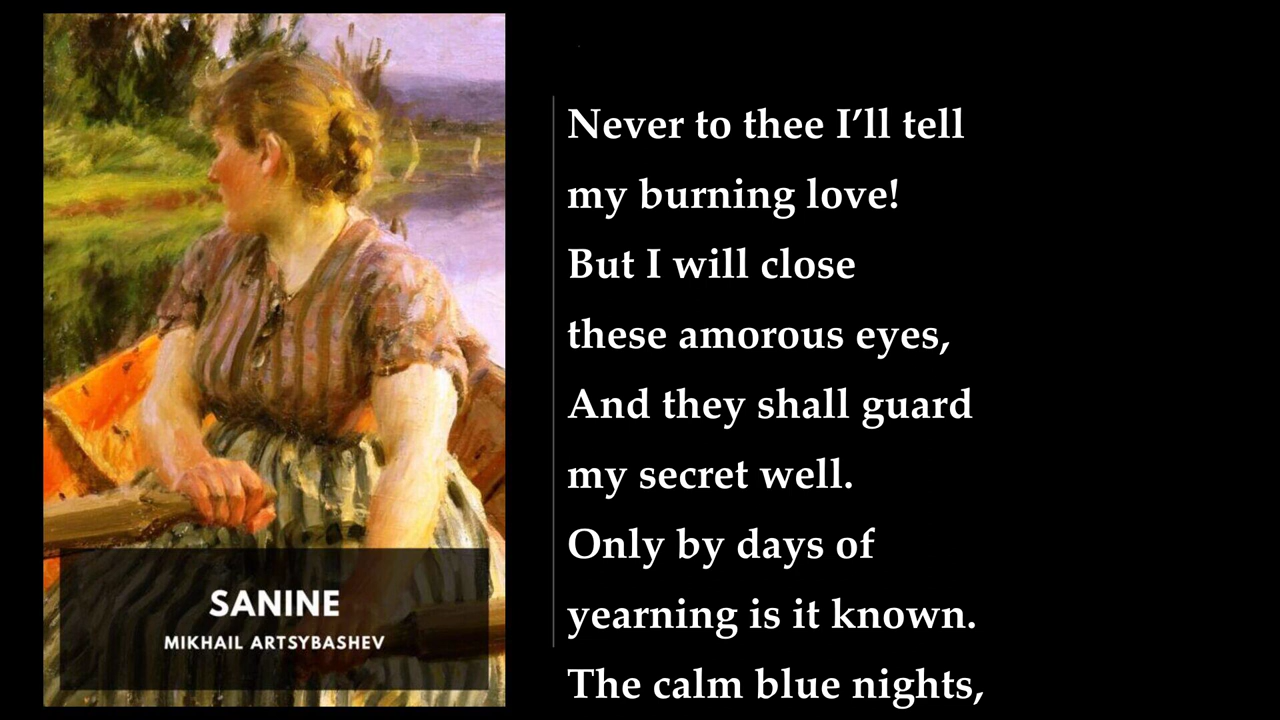 SANINE
MIKHAIL ARTSYBASHEV
Never to thee I’ll tell
my burning love!
But I will close
these amorous eyes,
And they shall guard
my secret well.
Only by days of
yearning is it known.
The calm blue nights,